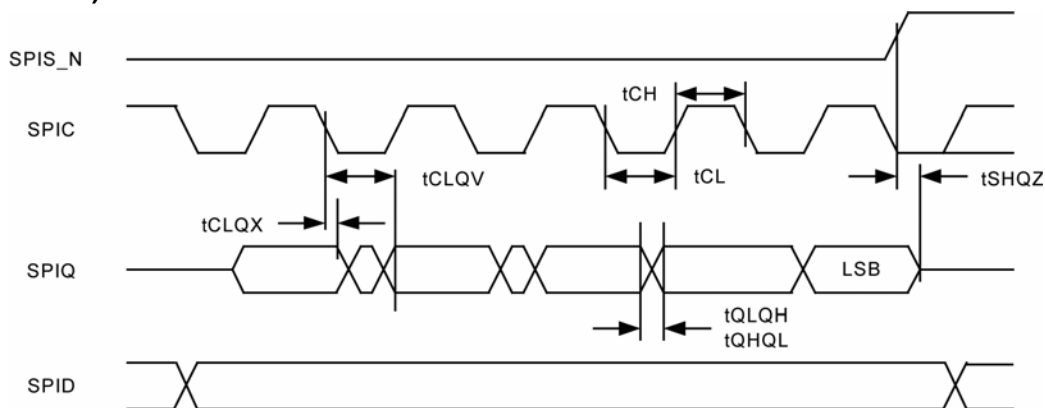 SPIS_N
tCH
SPIC
tCLQV
tCL
tSHQZ
tCLQX
SPIQ
LSB
tQLQH
tQHQL
SPID